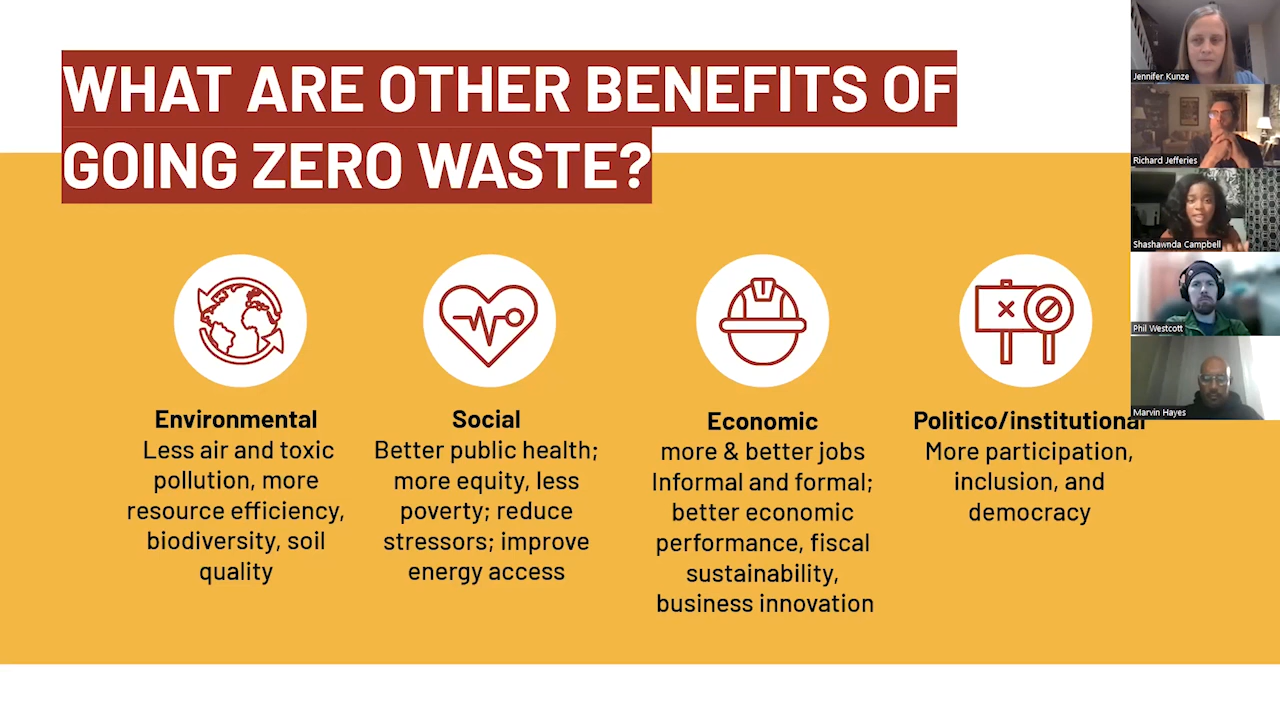 WHAT ARE OTHER BENEFITS OF
GOING ZERO WASTE?
Environmental
Less air and toxic
pollution, more
resource efficiency,
biodiversity, soil
quality
Social
Better public health;
more equity, less
poverty; reduce
stressors; improve
energy access
Economic
more & better jobs
Informal and formal;
better economic
performance, fiscal
sustainability,
business innovation
Politico/institutional
More participation,
inclusion, and
democracy
Jennifer Kunze
Richard Jefferies
Shashawnda Campbell
Phil Westcott
Marvin Hayes